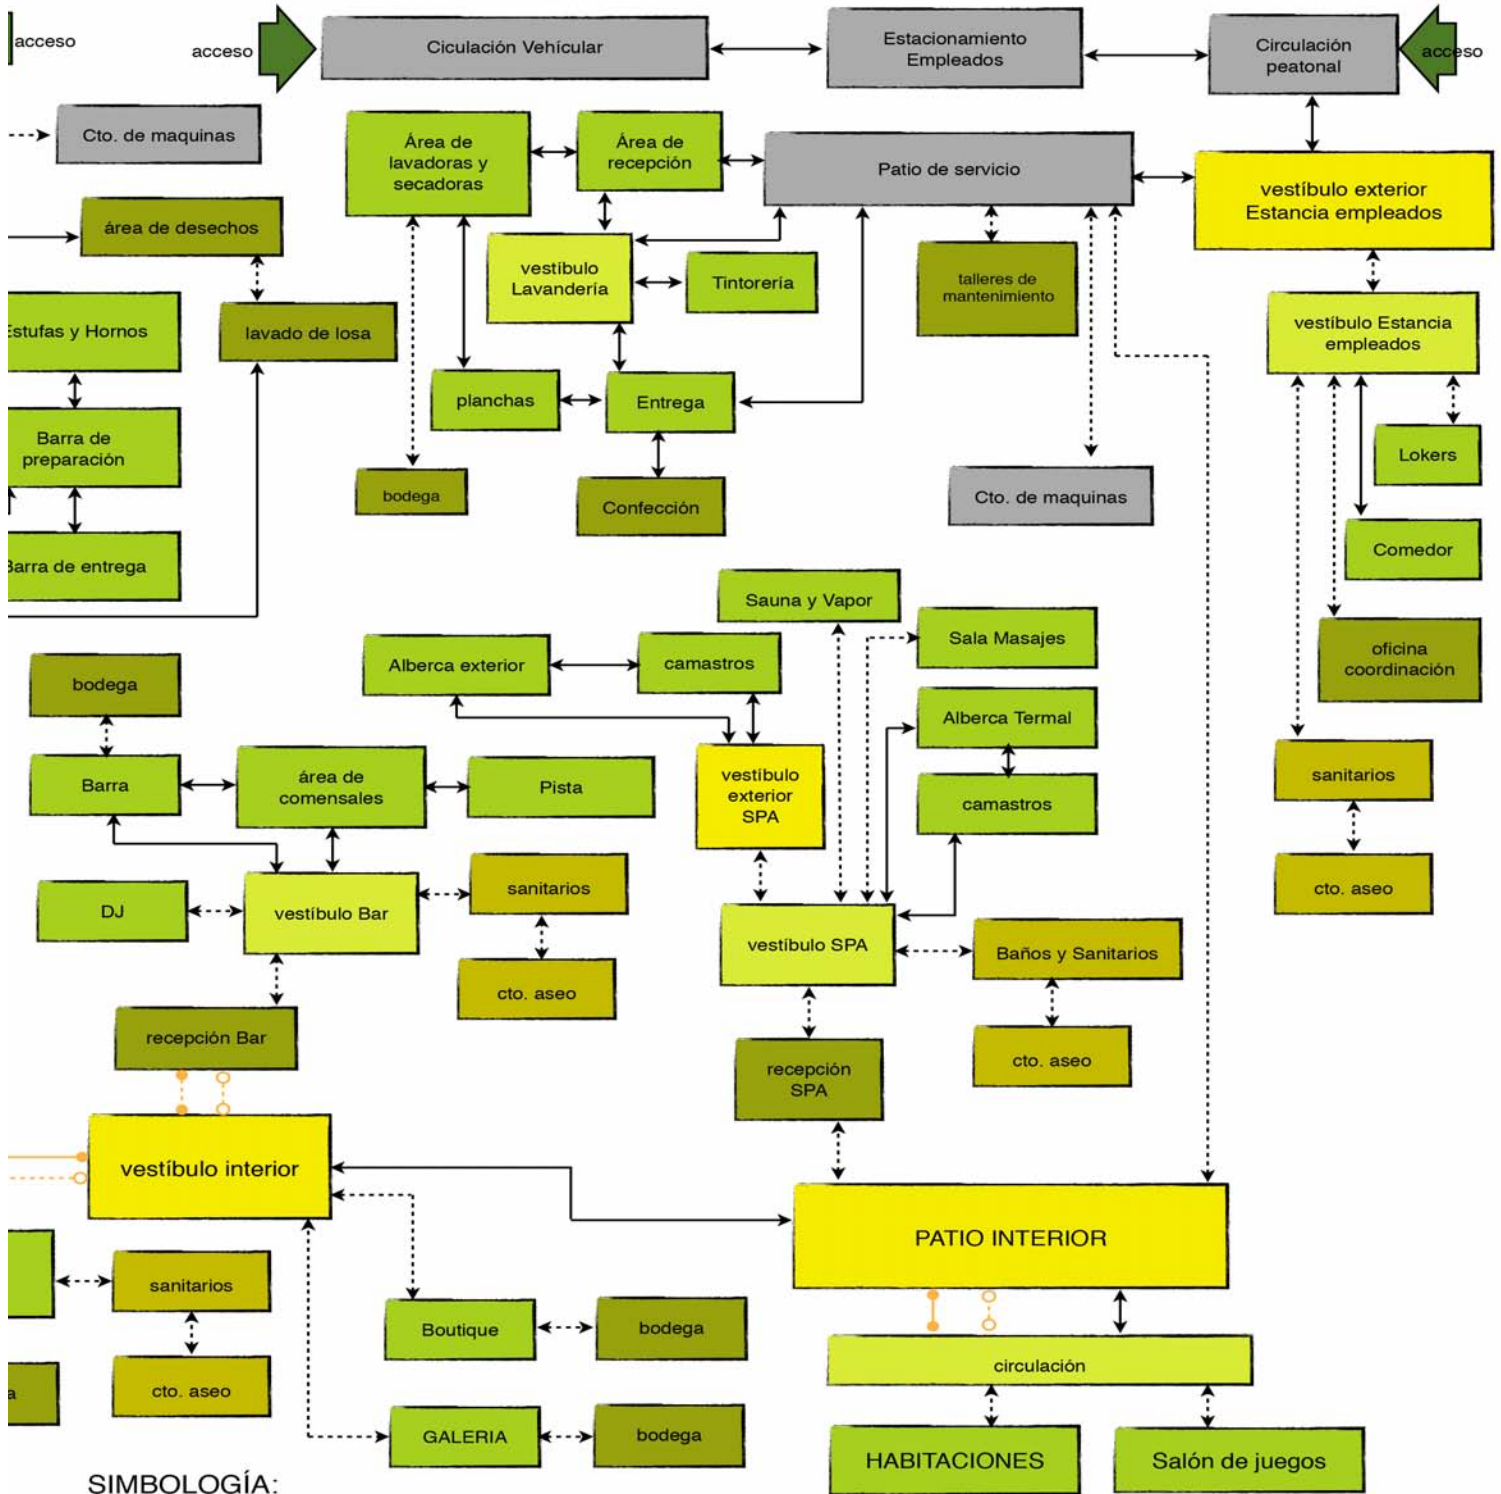 acceso
acceso
Ciculación Vehícular
Estacionamiento
Empleados
Circulación
peatonal
acceso
Cto. de maquinas
Área de
lavadoras y
secadoras
Área de
recepción
Patio de servicio
vestíbulo exterior
Estancia empleados
área de desechos
vestíbulo
Lavandería
Tintorería
talleres de
mantenimiento
Estufas y Hornos
lavado de losa
vestíbulo Estancia
empleados
planchas
Entrega
Barra de
preparación
Lokers
bodega
Confección
Cto. de maquinas
Barra de entrega
Comedor
Sauna y Vapor
Sala Masajes
Alberca exterior
camastros
oficina
coordinación
bodega
Alberca Termal
Barra
área de
comensales
Pista
vestíbulo
exterior
SPA
camastros
sanitarios
DJ
vestíbulo Bar
sanitarios
cto. aseo
vestíbulo SPA
Baños y Sanitarios
cto. aseo
recepción Bar
recepción
SPA
cto. aseo
vestíbulo interior
PATIO INTERIOR
sanitarios
Boutique
bodega
circulación
a
cto. aseo
GALERIA
bodega
HABITACIONES
Salón de juegos
SIMBOLOGÍA: